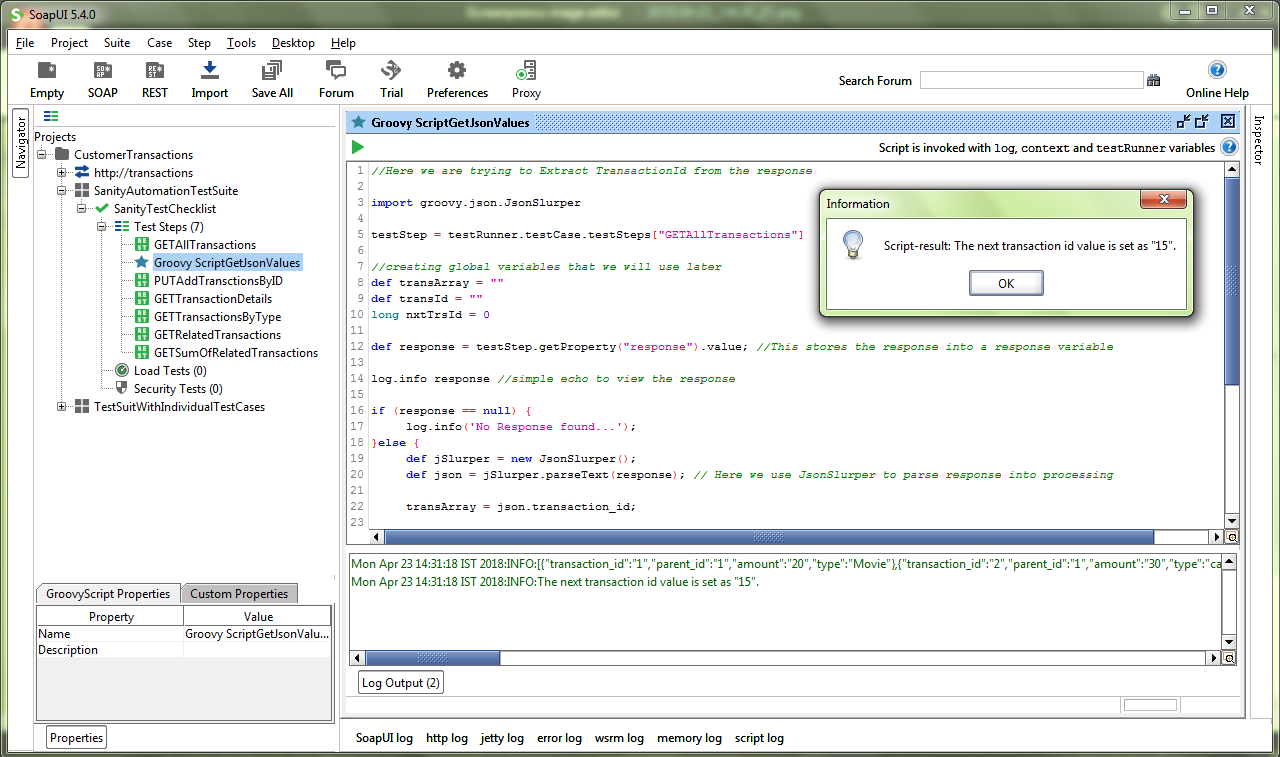 SoapUI 5.4.0
File Project Suite Case Step Tools Desktop Help
Empty SOAP REST Import Save All Forum Trial Preferences Proxy
Search Forum
Online Help
Navigator
Projects
CustomerTransactions
http://transactions
SanityAutomationTestSuite
SanityTestChecklist
Test Steps (7)
GETAllTransactions
Groovy ScriptGetJsonValues
PUTAddTransctionsByID
GETTransactionDetails
GETTransactionsByType
GETRelatedTransactions
GETSumOfRelatedTransactions
Load Tests (0)
Security Tests (0)
TestSuitWithIndividualTestCases
GroovyScript Properties Custom Properties
Property Value
Name Groovy ScriptGetJsonValu...
Description
Properties
Groovy ScriptGetJsonValues
Script is invoked with log, context and testRunner variables
1 //Here we are trying to Extract TransactionId from the response
2
3 import groovy.json.JsonSlurper
4
5 testStep = testRunner.testCase.testSteps["GETAllTransactions"]
6
7 //creating global variables that we will use later
8 def transArray = ""
9 def transId = ""
10 long nxtTrsId = 0
11
12 def response = testStep.getProperty("response").value; //This stores the response into a response variable
13
14 log.info response //simple echo to view the response
15
16 if (response == null) {
17 log.info('No Response found...');
18 }else {
19 def jSlurper = new JsonSlurper();
20 def json = jSlurper.parseText(response); // Here we use JsonSlurper to parse response into processing
21
22 transArray = json.transaction_id;
23
Information
Script-result: The next transaction id value is set as "15".
OK
Mon Apr 23 14:31:18 IST 2018:INFO:[{"transaction_id":"1","parent_id":"1","amount":"20","type":"Movie"},{"transaction_id":"2","parent_id":"1","amount":"30","type":"ca
Mon Apr 23 14:31:18 IST 2018:INFO:The next transaction id value is set as "15".
Log Output (2)
SoapUI log http log jetty log error log wsrm log memory log script log
Inspector